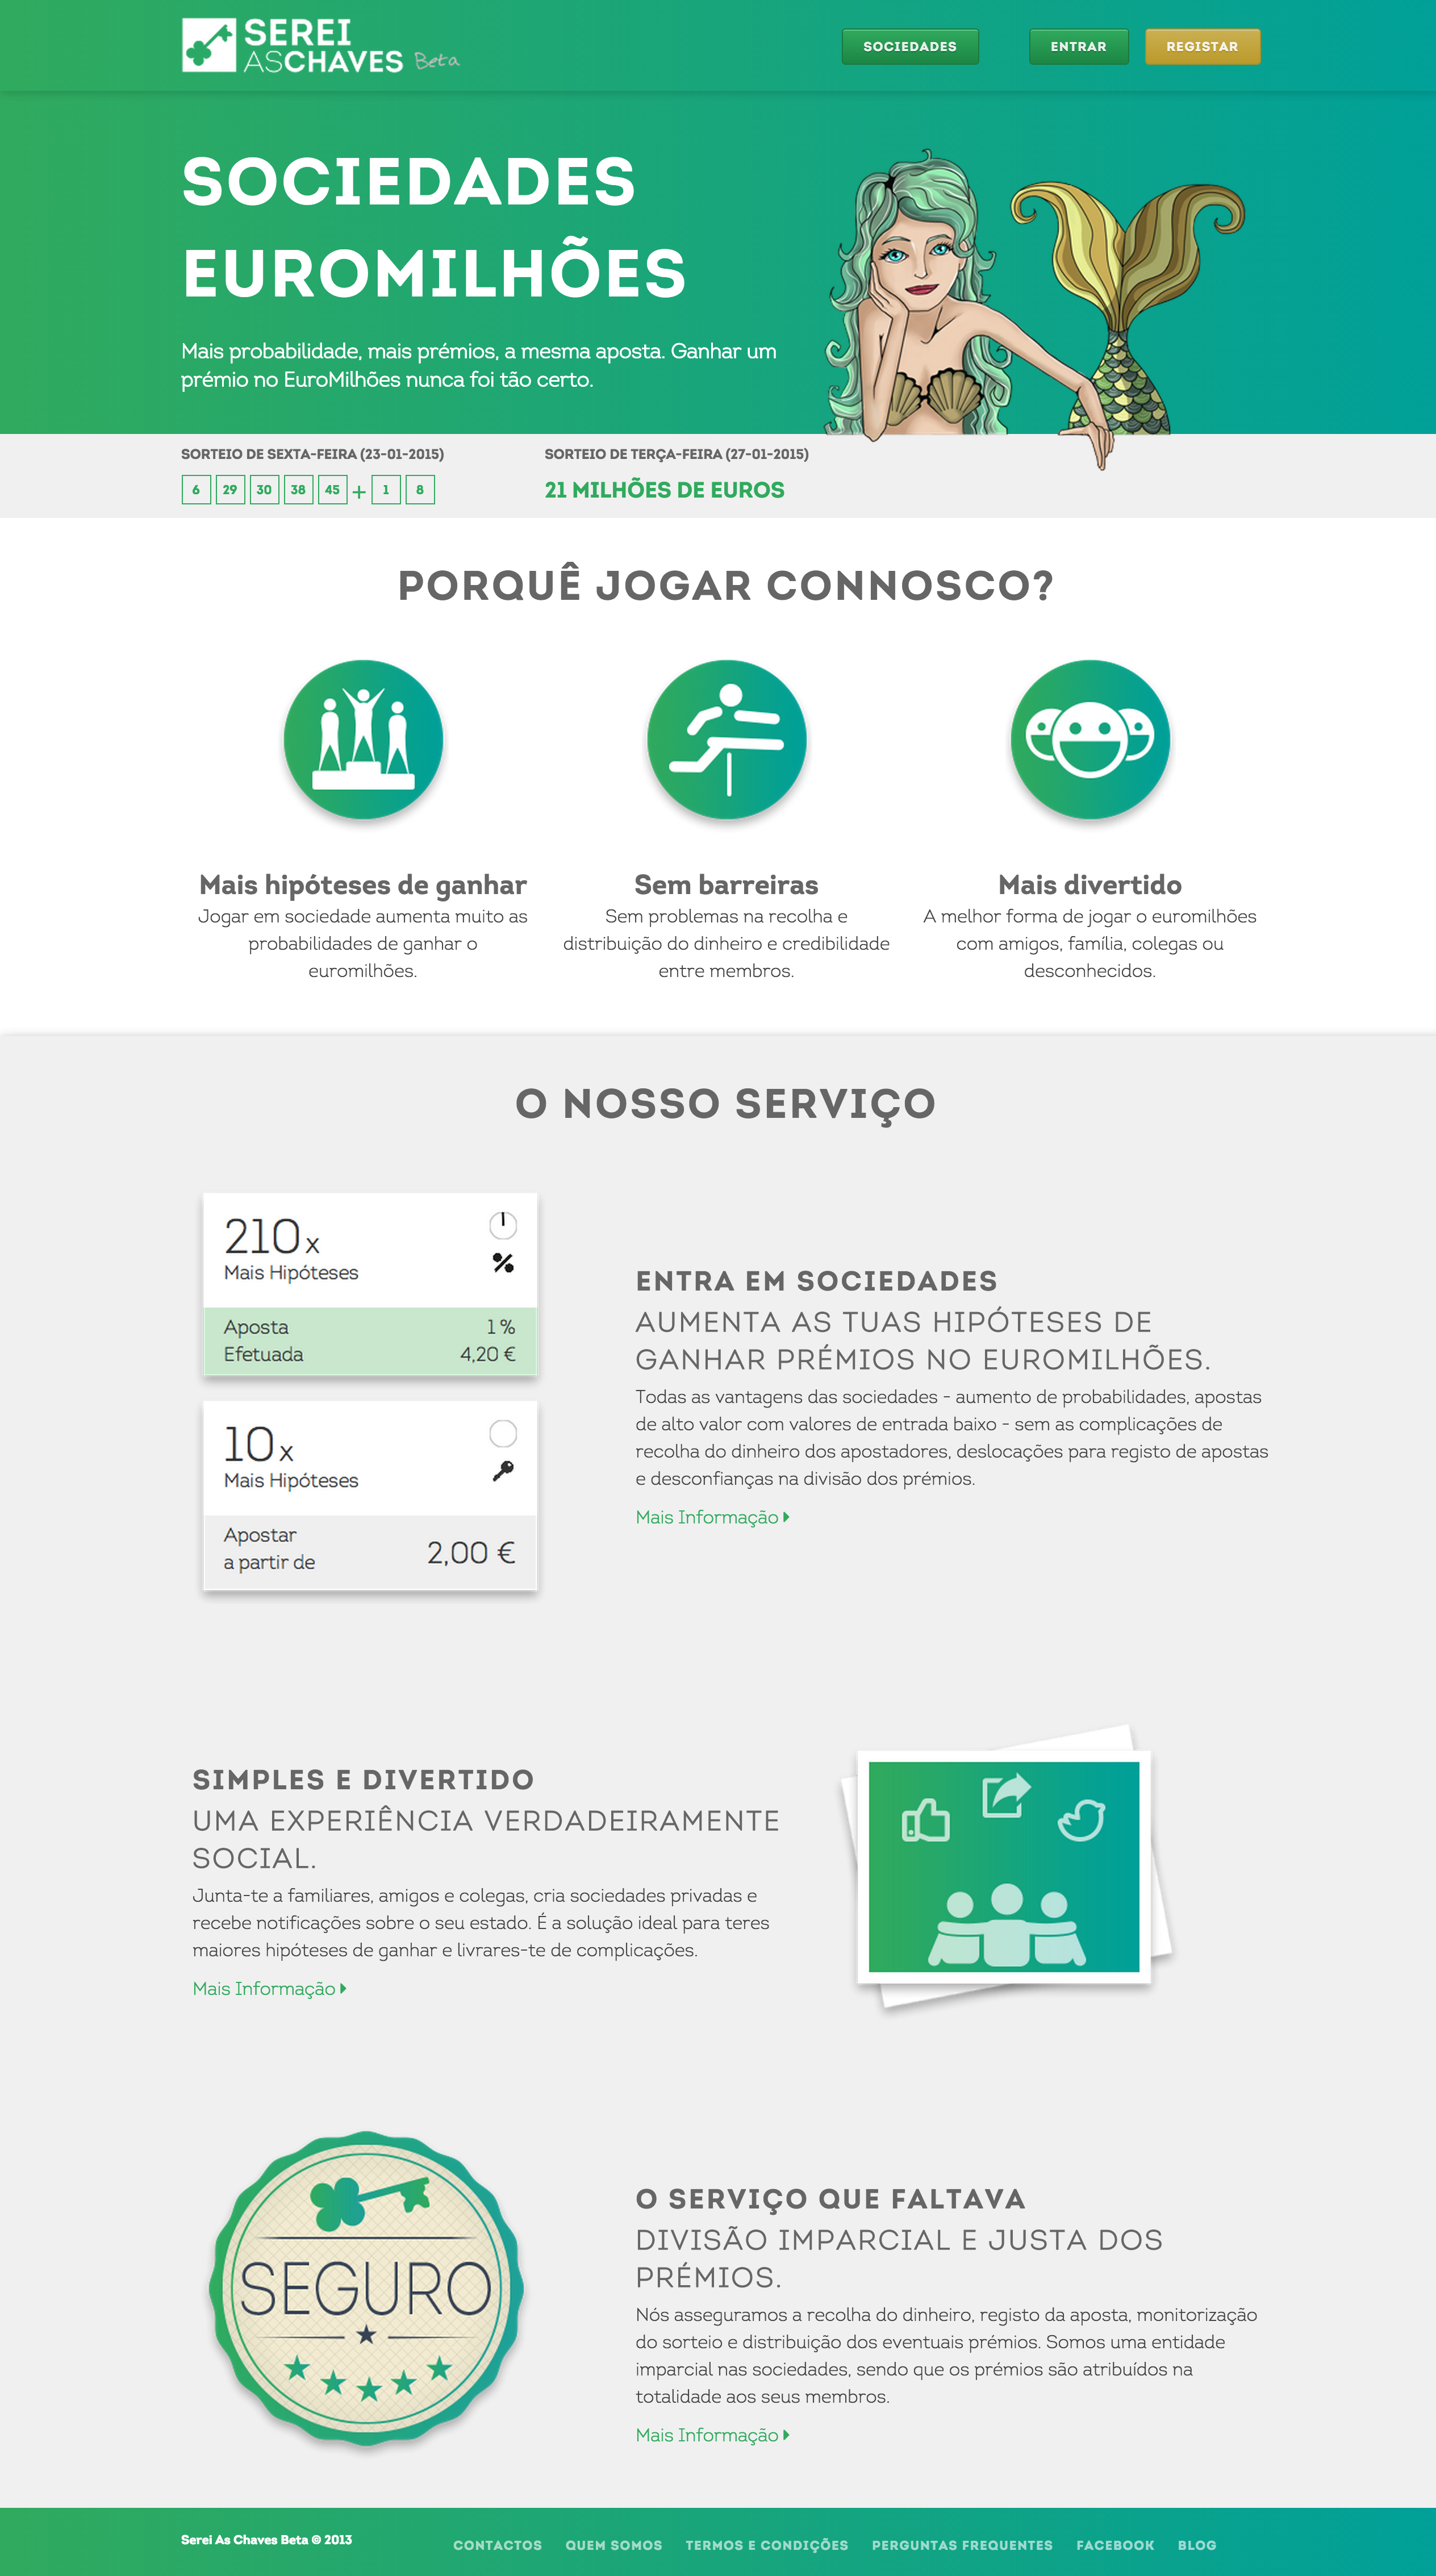 SEREI
ASCHAVES Beta
SOCIEDADES
ENTRAR
REGISTAR
SOCIEDADES
EUROMILHÕES
Mais probabilidade, mais prémios, a mesma aposta. Ganhar um
prémio no EuroMilhões nunca foi tão certo.
SORTEIO DE SEXTA-FEIRA (23-01-2015)
6 29 30 38 45 + 1 8
SORTEIO DE TERÇA-FEIRA (27-01-2015)
21 MILHÕES DE EUROS
PORQUÊ JOGAR CONNOSCO?
Mais hipóteses de ganhar
Jogar em sociedade aumenta muito as
probabilidades de ganhar o
euromilhões.
Sem barreiras
Sem problemas na recolha e
distribuição do dinheiro e credibilidade
entre membros.
Mais divertido
A melhor forma de jogar o euromilhões
com amigos, família, colegas ou
desconhecidos.
O NOSSO SERVIÇO
210x
Mais Hipóteses
%
Aposta 1 %
Efetuada 4,20 €
10x
Mais Hipóteses
Apostar
a partir de
2,00 €
ENTRA EM SOCIEDADES
AUMENTA AS TUAS HIPÓTESES DE
GANHAR PRÉMIOS NO EUROMILHÕES.
Todas as vantagens das sociedades - aumento de probabilidades, apostas
de alto valor com valores de entrada baixo - sem as complicações de
recolha do dinheiro dos apostadores, deslocações para registo de apostas
e desconfianças na divisão dos prémios.
Mais Informação
SIMPLES E DIVERTIDO
UMA EXPERIÊNCIA VERDADEIRAMENTE
SOCIAL.
Junta-te a familiares, amigos e colegas, cria sociedades privadas e
recebe notificações sobre o seu estado. É a solução ideal para teres
maiores hipóteses de ganhar e livrares-te de complicações.
Mais Informação
SEGURO
O SERVIÇO QUE FALTAVA
DIVISÃO IMPARCIAL E JUSTA DOS
PRÉMIOS.
Nós asseguramos a recolha do dinheiro, registo da aposta, monitorização
do sorteio e distribuição dos eventuais prémios. Somos uma entidade
imparcial nas sociedades, sendo que os prémios são atribuídos na
totalidade aos seus membros.
Mais Informação
Serei As Chaves Beta © 2013
CONTACTOS
QUEM SOMOS
TERMOS E CONDIÇÕES
PERGUNTAS FREQUENTES
FACEBOOK
BLOG